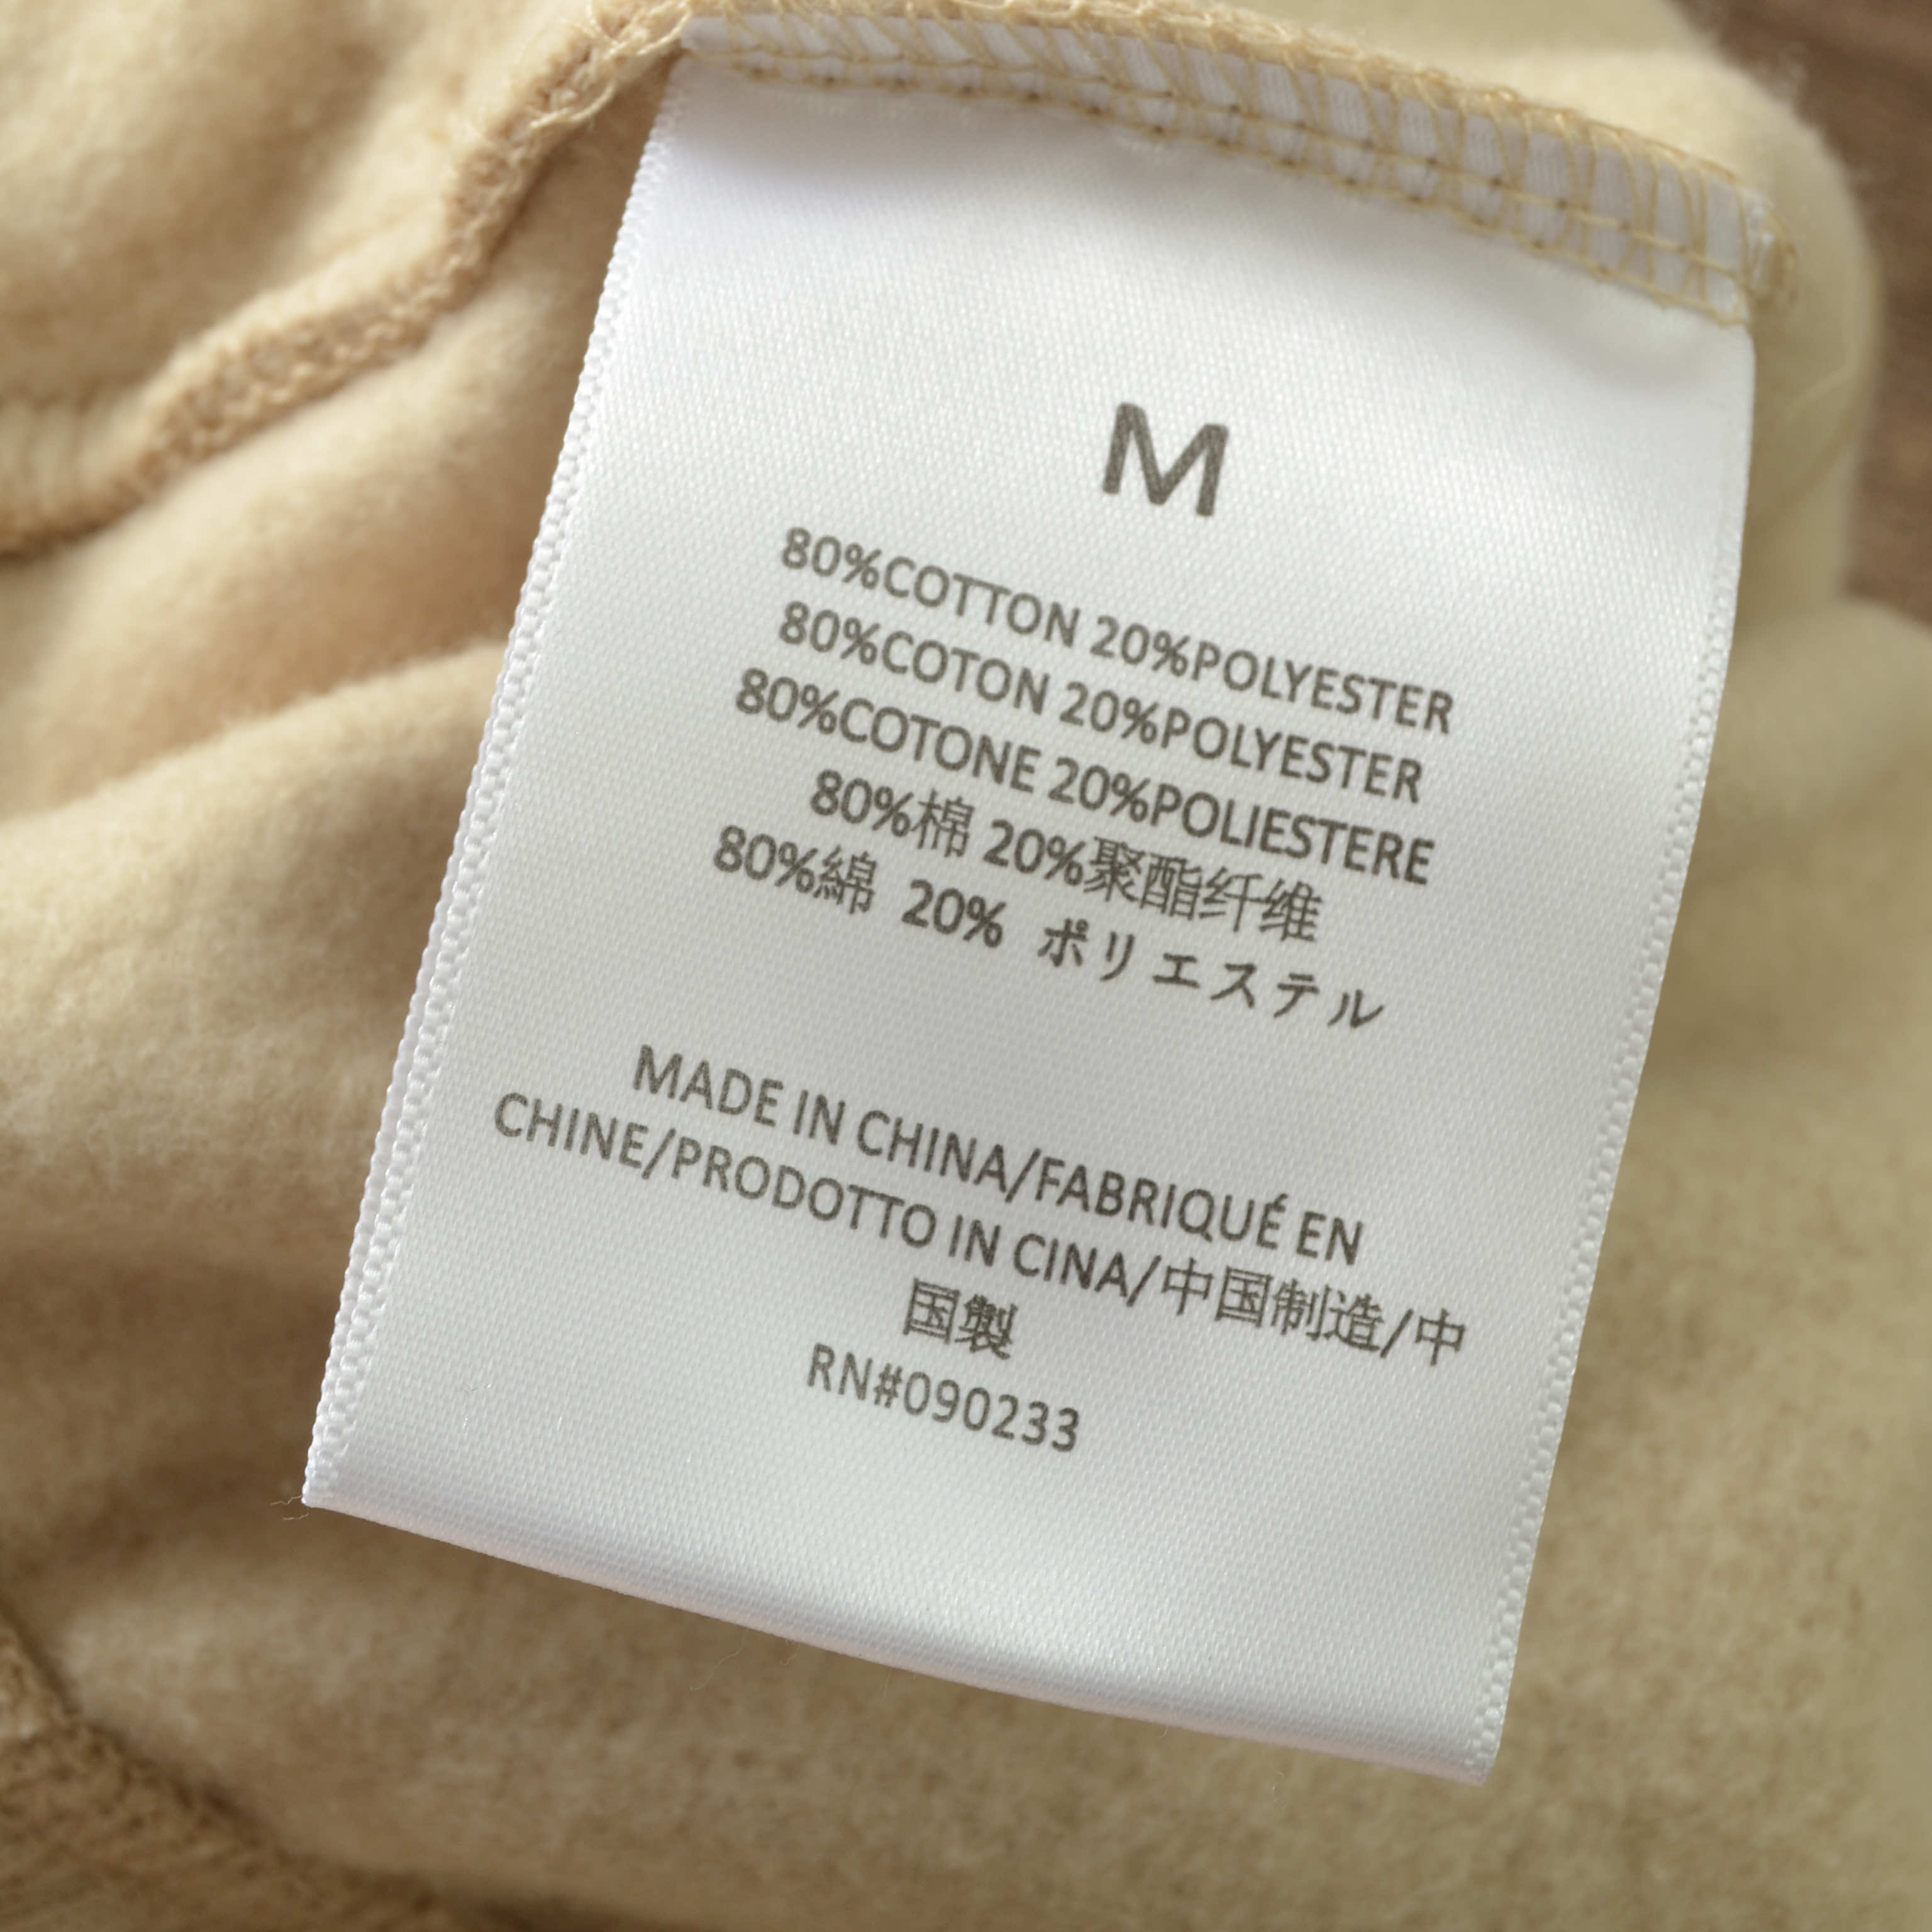 M
80%COTTON 20%POLYESTER
80%COTON 20%POLYESTER
80%COTONE 20%POLIESTERE
80%棉 20%聚酯纤维
80%綿 20% ポリエステル
MADE IN CHINA/FABRIQUÉ EN
CHINE/PRODOTTO IN CINA/中国制造/中
国製
RN#090233